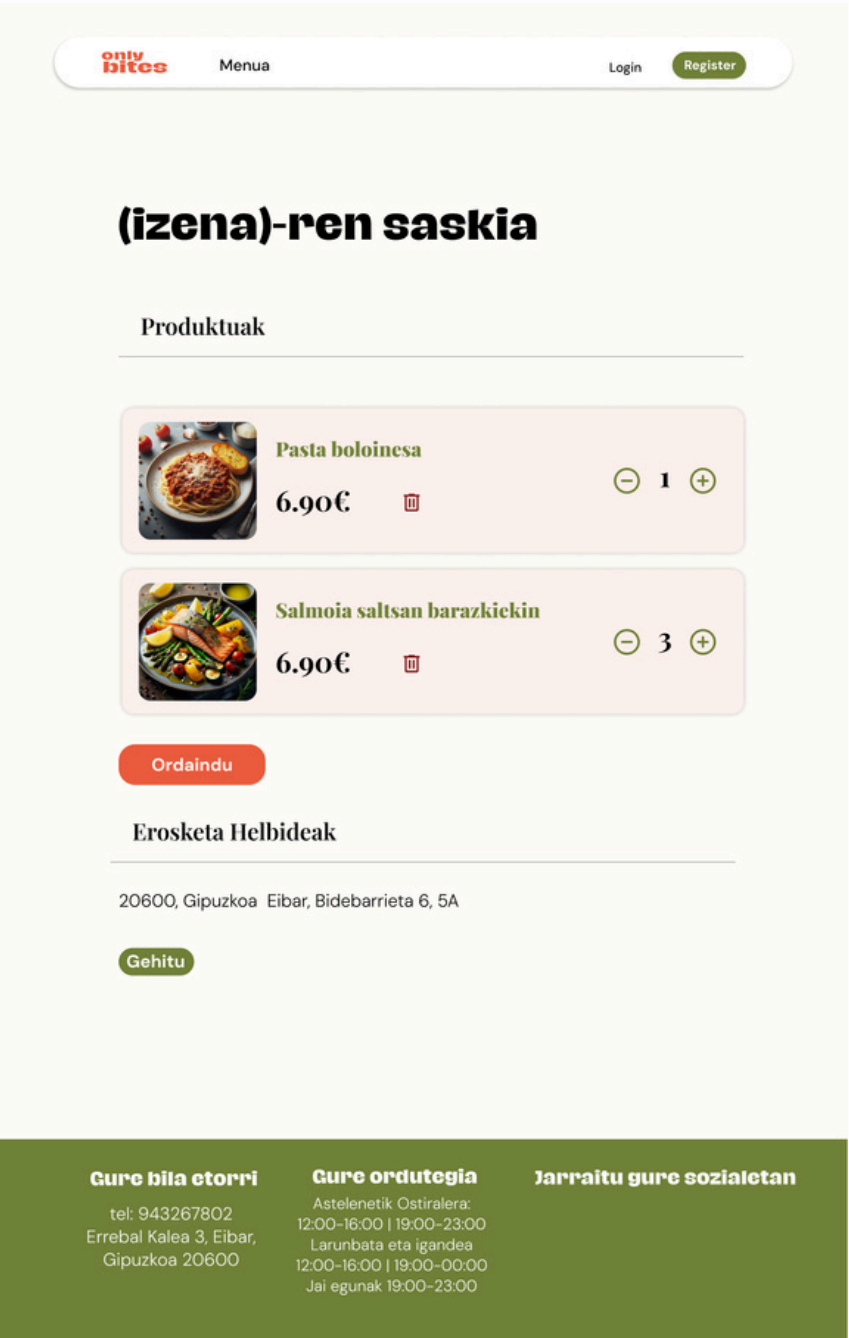 only
bites
Menua
Login
Register
(izena)-ren saskia
Produktuak
Pasta boloinesa
6.90€
1
Salmoia saltsan barazkiekin
6.90€
3
Ordaindu
Erosketa Helbideak
20600, Gipuzkoa  Eibar, Bidebarrieta 6, 5A
Gehitu
Gure bila etorri
tel: 943267802
Errebal Kalea 3, Eibar,
Gipuzkoa 20600
Gure ordutegia
Astelenetik Ostiralera:
12:00-16:00 | 19:00-23:00
Larunbata eta igandea
12:00-16:00 | 19:00-00:00
Jai egunak 19:00-23:00
Jarraitu gure sozialetan